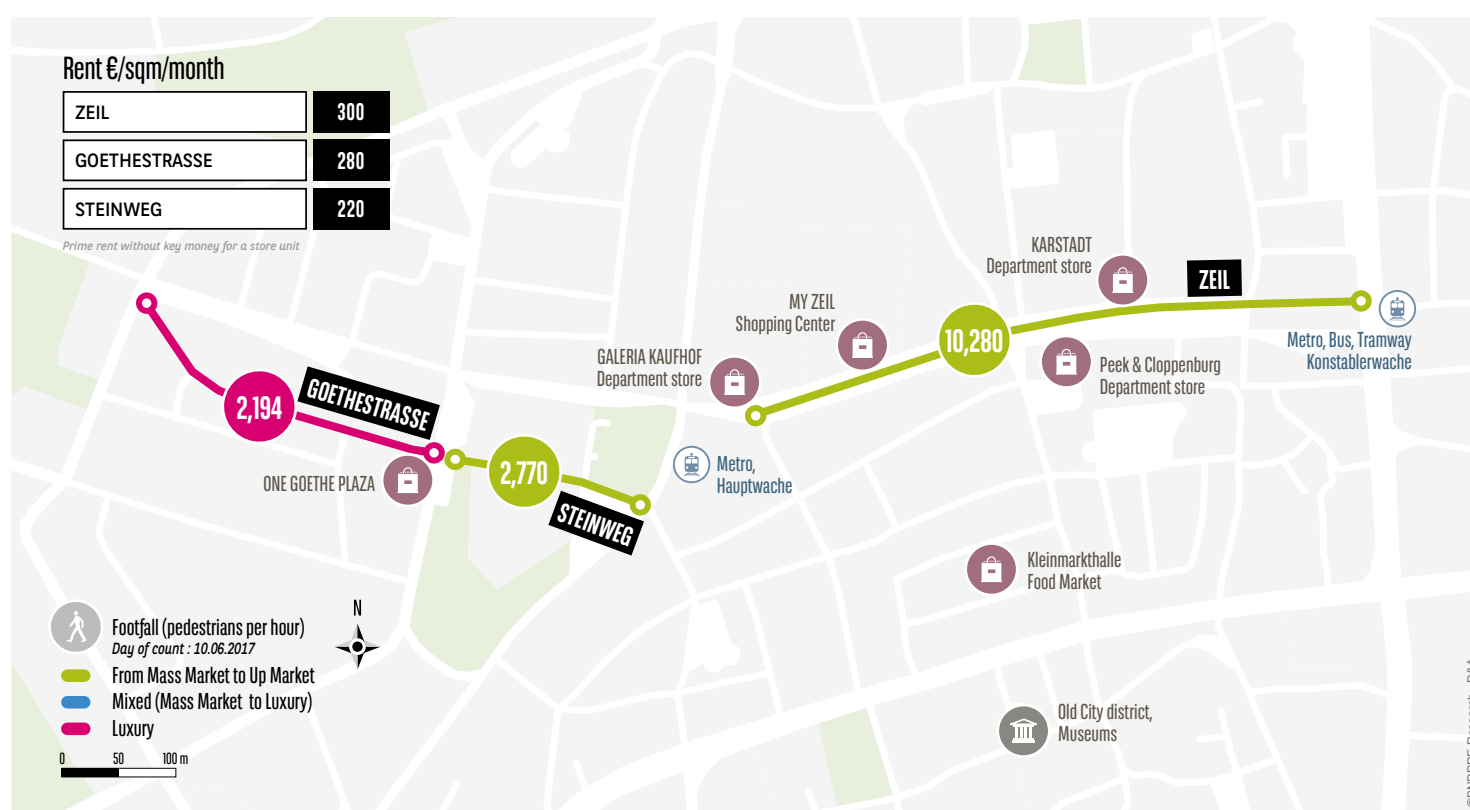 Rent €/sqm/month
ZEIL 300
GOETHESTRASSE 280
STEINWEG 220
Prime rent without key money for a store unit
KARSTADT
Department store
ZEIL
MY ZEIL
Shopping Center
10,280
Metro, Bus, Tramway
Konstablerwache
GALERIA KAUFHOF
Department store
Peek & Cloppenburg
Department store
GOETHESTRASSE
2,194
ONE GOETHE PLAZA
2,770
STEINWEG
Metro,
Hauptwache
Kleinmarkthalle
Food Market
Old City district,
Museums
N
Footfall (pedestrians per hour)
Day of count : 10.06.2017
From Mass Market to Up Market
Mixed (Mass Market to Luxury)
Luxury
0 50 100 m